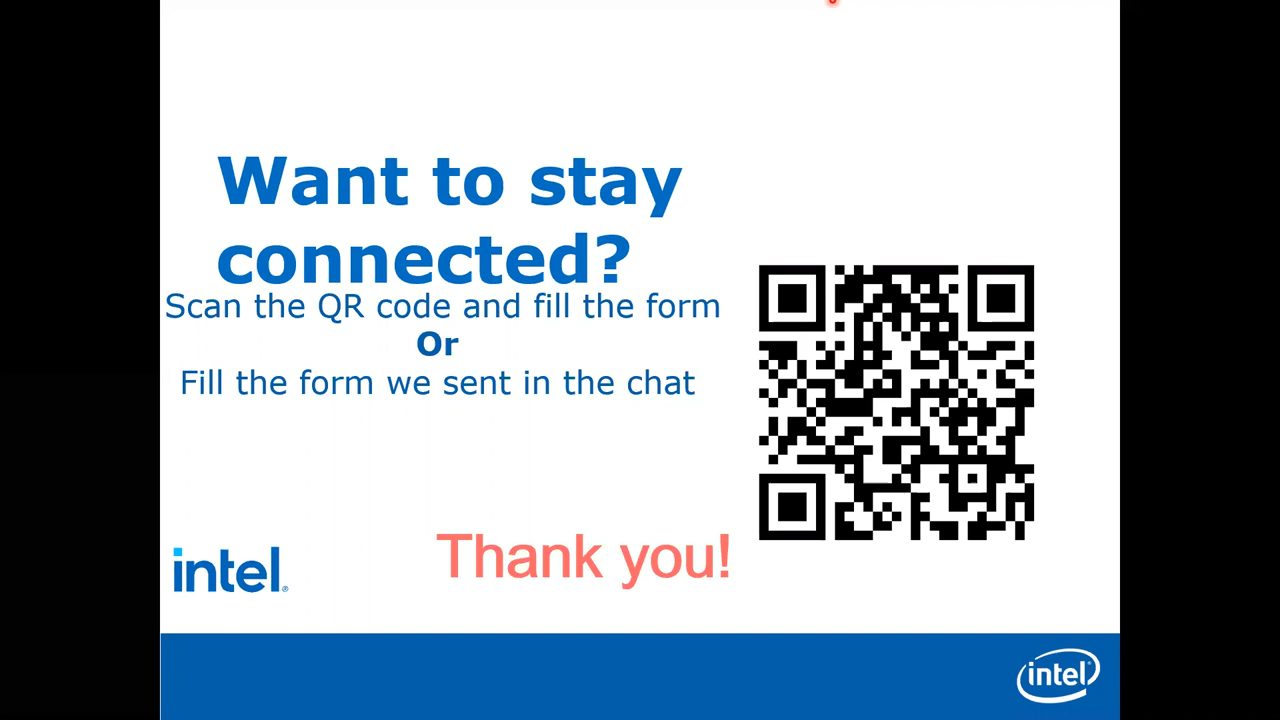 Want to stay
connected?
Scan the QR code and fill the form
Or
Fill the form we sent in the chat
Thank you!
intel®
intel®